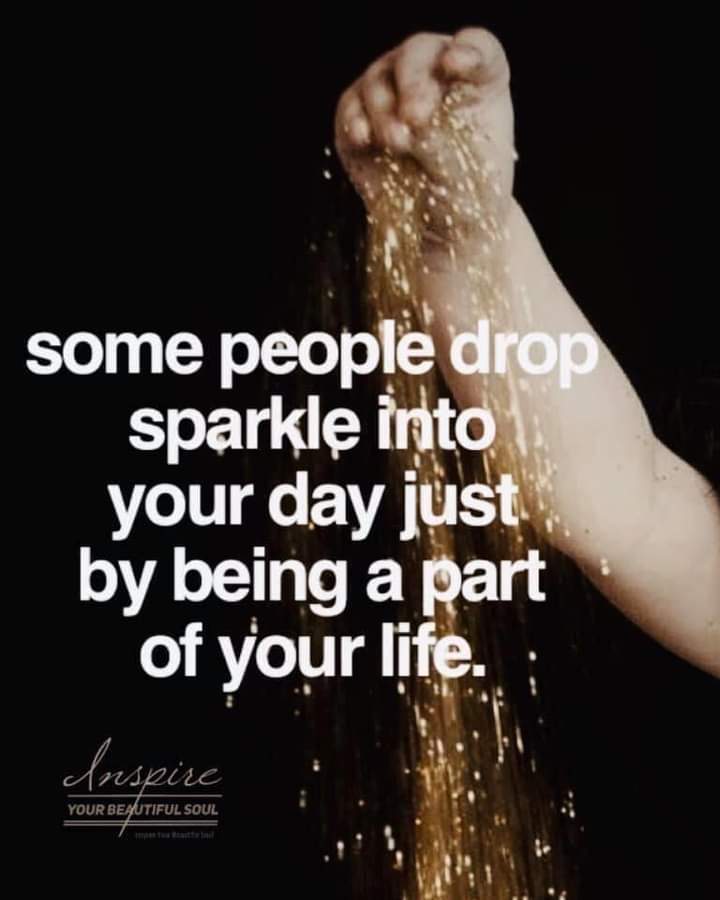 some people drop
sparkle into
your day just
by being a part
of your life.
Inspire
YOUR BEAUTIFUL SOUL